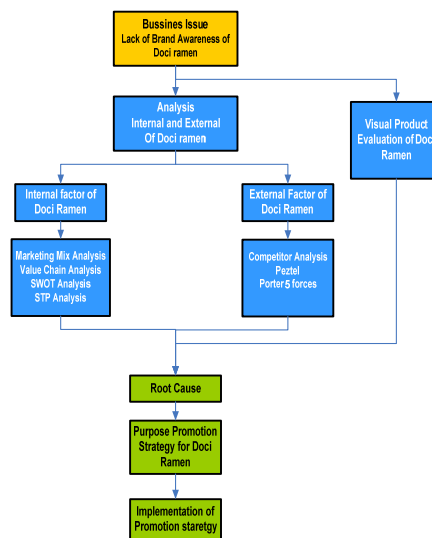 Bussines Issue
Lack of Brand Awareness of
Doci ramen
Analysis
Internal and External
Of Doci ramen
Visual Product
Evaluation of Doci
Ramen
Internal factor of
Doci Ramen
External Factor of
Doci Ramen
Marketing Mix Analysis
Value Chain Analysis
SWOT Analysis
STP Analysis
Competitor Analysis
Peztel
Porter 5 forces
Root Cause
Purpose Promotion
Strategy for Doci
Ramen
Implementation of
Promotion staretgy